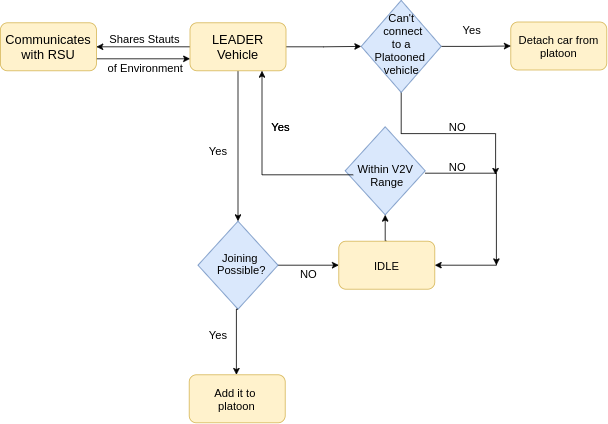 Communicates
with RSU
Shares Stauts
of Environment
LEADER
Vehicle
Can't
connect
to a
Platooned
vehicle
Yes
Detach car from
platoon
Yes
Yes
NO
NO
Within V2V
Range
Joining
Possible?
NO
IDLE
Yes
Add it to
platoon